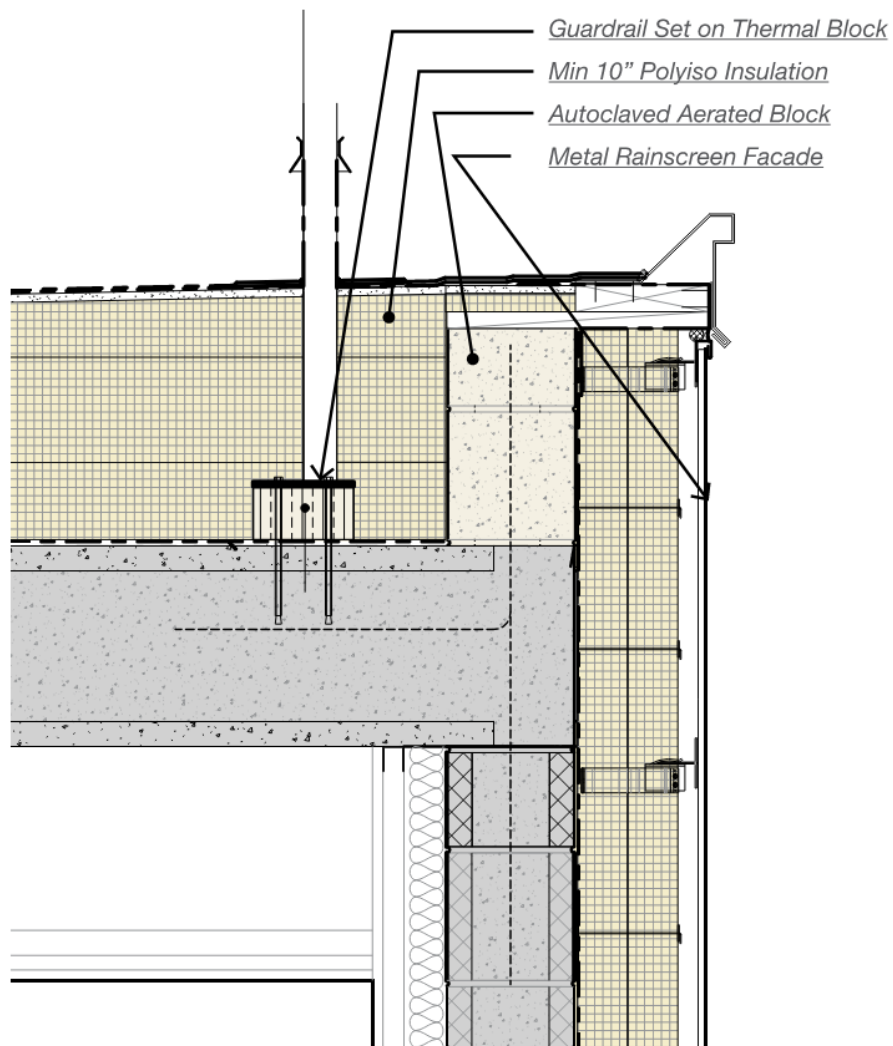 Guardrail Set on Thermal Block
Min 10” Polyiso Insulation
Autoclaved Aerated Block
Metal Rainscreen Facade